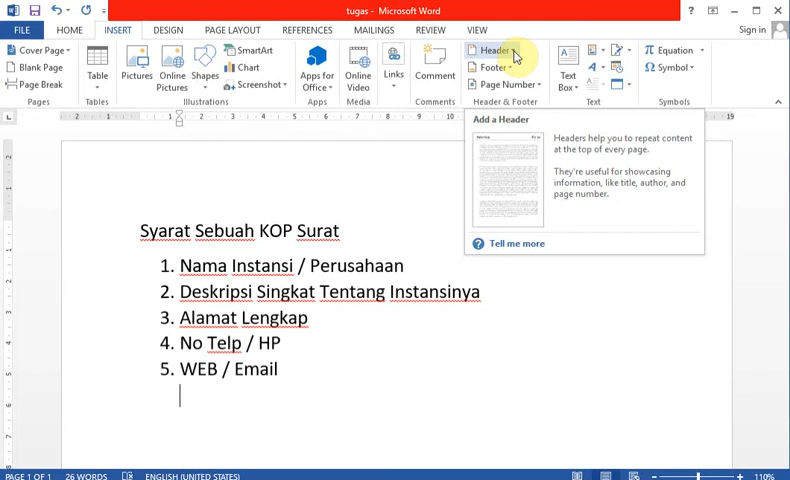 tugas - Microsoft Word
FILE HOME INSERT DESIGN PAGE LAYOUT REFERENCES MAILINGS REVIEW VIEW Sign in
Cover Page
Blank Page
Page Break
Pages
Table
Tables
Pictures
Online Pictures
Shapes
SmartArt
Chart
Screenshot
Illustrations
Apps for Office
Apps
Online Video
Media
Links
Comment
Comments
Header
Footer
Page Number
Header & Footer
Text Box
Text
Equation
Symbol
Symbols
Add a Header
Headers help you to repeat content
at the top of every page.
They're useful for showcasing
information, like title, author, and
page number.
Tell me more
Syarat Sebuah KOP Surat
1. Nama Instansi / Perusahaan
2. Deskripsi Singkat Tentang Instansinya
3. Alamat Lengkap
4. No Telp / HP
5. WEB / Email
PAGE 1 OF 1 26 WORDS ENGLISH (UNITED STATES) 110%